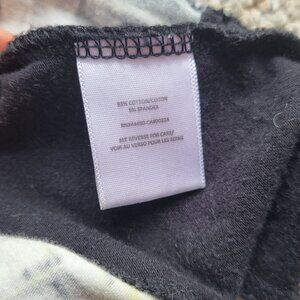 95% COTTON/COTON
5% SPANDEX
SEE REVERSE FOR CARE/
VOIR AU VERSO POUR LES SOINS